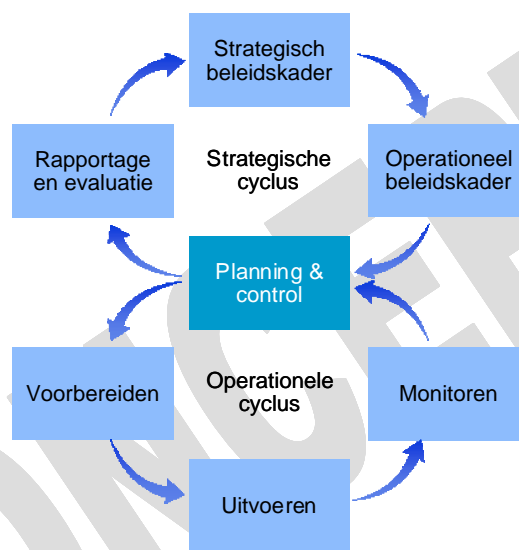 Strategisch
beleidskader
Rapportage
en evaluatie
Strategische
cyclus
Operationeel
beleidskader
Planning &
control
Voorbereiden
Operationele
cyclus
Monitoren
Uitvoeren